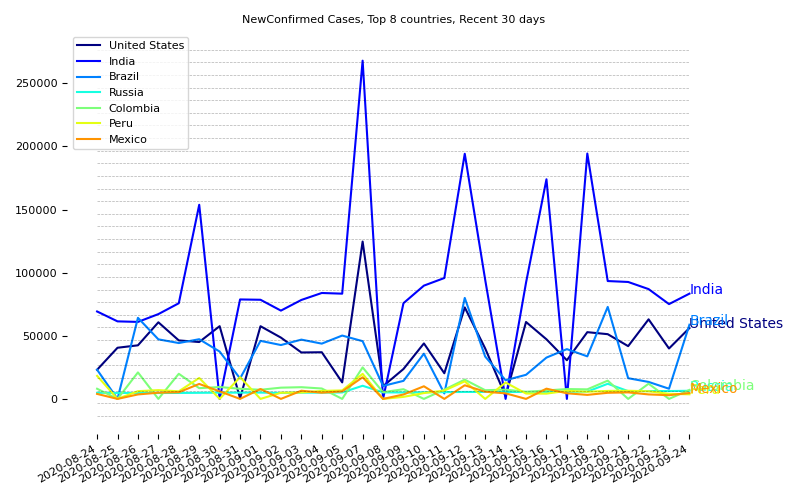 NewConfirmed Cases, Top 8 countries, Recent 30 days
United States
India
Brazil
Russia
Colombia
Peru
Mexico
250000
200000
150000
100000
50000
0
India
Brazil
United States
Colombia
Mexico
2020-08-24
2020-08-25
2020-08-26
2020-08-27
2020-08-28
2020-08-29
2020-08-30
2020-08-31
2020-09-01
2020-09-02
2020-09-03
2020-09-04
2020-09-05
2020-09-07
2020-09-08
2020-09-09
2020-09-10
2020-09-11
2020-09-12
2020-09-13
2020-09-14
2020-09-15
2020-09-16
2020-09-17
2020-09-18
2020-09-20
2020-09-21
2020-09-22
2020-09-23
2020-09-24